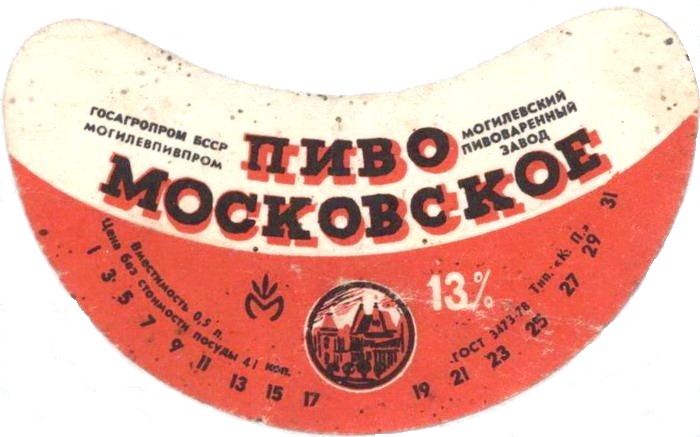 ГОСАГРОПРОМ БССР
МОГИЛЕВПИВПРОМ
ПИВО
МОГИЛЕВСКИЙ
ПИВОВАРЕННЫЙ
ЗАВОД
МОСКОВСКОЕ
Вместимость 0,5 л.
Цена без стоимости посуды 41 коп.
13%
ГОСТ 3473-78 Тип. «К. П.»
1 3 5 7 9 11 13 15 17 19 21 23 25 27 29 31